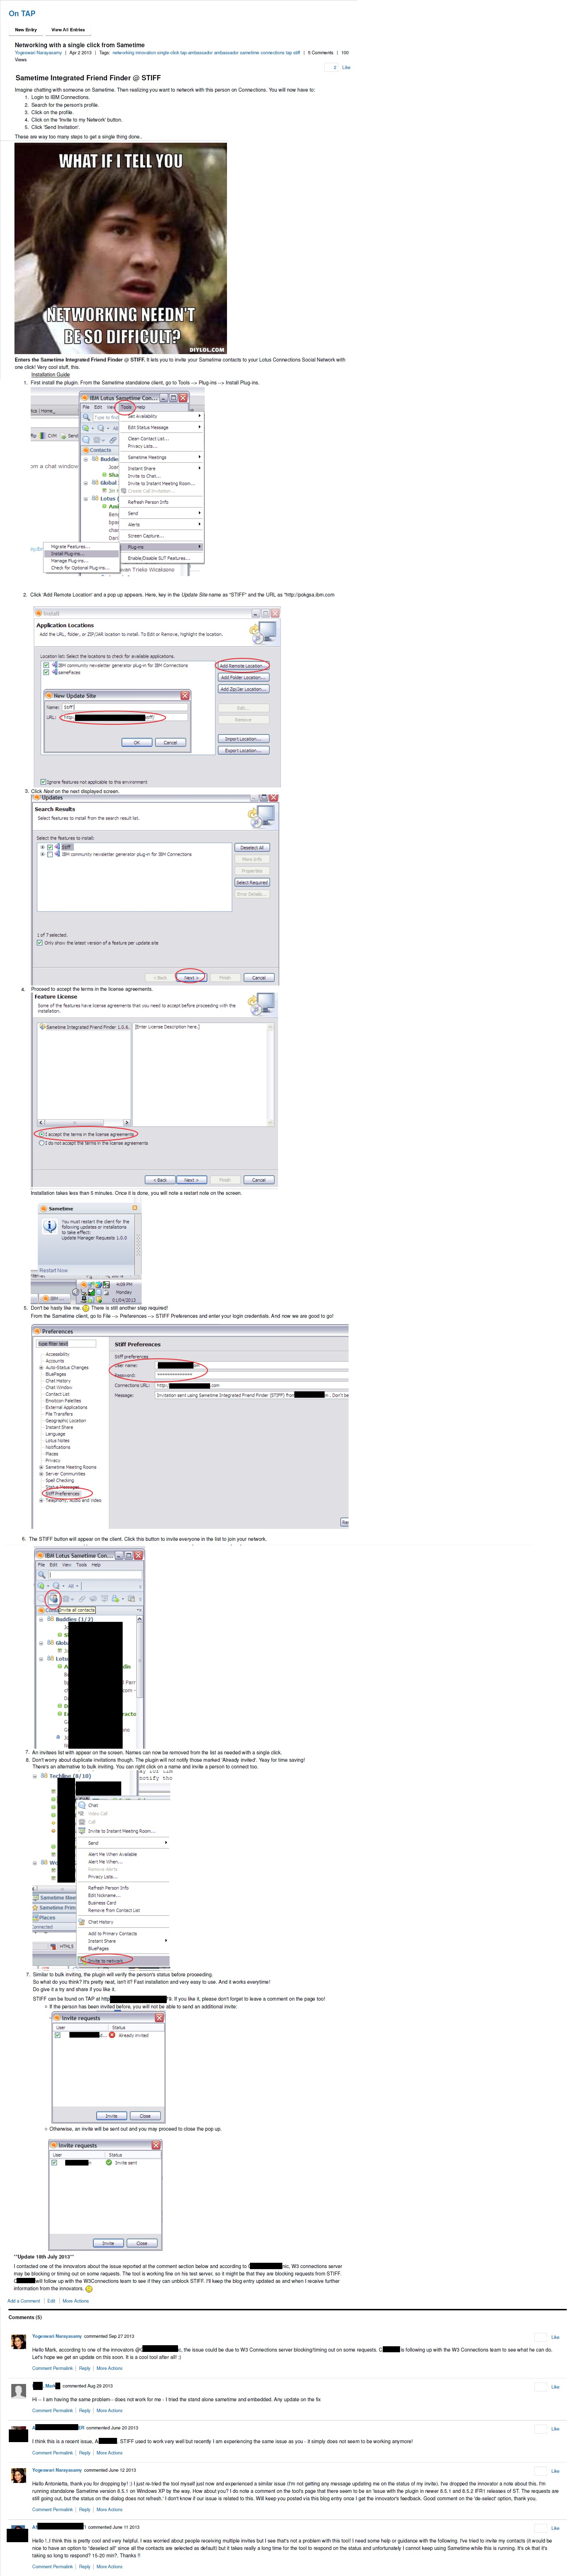 On TAP
New Entry View All Entries
Networking with a single click from Sametime
Yogeswari Narayasamy | Apr 2 2013 | Tags: networking innovation single-click tap-ambassador ambassador sametime connections tap stiff | 5 Comments | 100
Views
2 Like
Sametime Integrated Friend Finder @ STIFF
Imagine chatting with someone on Sametime. Then realizing you want to network with this person on Connections. You will now have to:
1. Login to IBM Connections.
2. Search for the person's profile.
3. Click on the profile.
4. Click on the 'Invite to my Network' button.
5. Click 'Send Invitation'.
These are way too many steps to get a single thing done..
WHAT IF I TELL YOU
NETWORKING NEEDN'T
BE SO DIFFICULT?
DIYLOL.COM
Enters the Sametime Integrated Friend Finder @ STIFF. It lets you to invite your Sametime contacts to your Lotus Connections Social Network with
one click! Very cool stuff, this.
Installation Guide
1. First install the plugin. From the Sametime standalone client, go to Tools --> Plug-ins --> Install Plug-ins.
IBM Lotus Sametime Con...
File Edit View Tools Help
Type to find
Set Availability
Edit Status Message
Clean Contact List...
Privacy Lists...
Sametime Meetings
Instant Share
Invite to Chat...
Invite to Instant Meeting Room...
Create Call Invitation...
Refresh Person Info
Send
Alerts
Screen Capture...
Plug-ins
Enable/Disable SUT Features...
Contacts
om a chat window
Migrate Features...
Install Plug-ins...
Manage Plug-ins...
Check for Optional Plug-ins...
wan Trieko Wicaksono
2. Click 'Add Remote Location' and a pop up appears. Here, key in the Update Site name as "STIFF" and the URL as "http://pokgsa.ibm.com
Install
Application Locations
Add the URL, folder, or ZIP/JAR location to install. To Edit or Remove, highlight the location.
Location list: Select the locations to check for available applications.
IBM community newsletter generator plug-in for IBM Connections
sameFaces
Add Remote Location...
Add Folder Location...
Add Zip/Jar Location...
Edit...
Remove
Import Location...
Export Location...
New Update Site
Name: Stiff
URL: http: stiff/
OK Cancel
Ignore features not applicable to this environment
3. Click Next on the next displayed screen.
Updates
Search Results
Select features to install from the search result list.
Select the features to install:
Stiff
IBM community newsletter generator plug-in for IBM Connections
Deselect All
More Info
Properties
Select Required
Error Details...
1 of 7 selected.
Only show the latest version of a feature per update site
< Back Next > Finish Cancel
4. Proceed to accept the terms in the license agreements.
Feature License
Some of the features have license agreements that you need to accept before proceeding with the
installation.
Sametime Integrated Friend Finder 1.0.6. [Enter License Description here.]
I accept the terms in the license agreements
I do not accept the terms in the license agreements
< Back Next > Finish Cancel
Installation takes less than 5 minutes. Once it is done, you will note a restart note on the screen.
Sametime
You must restart the client for the
following updates or installations
to take effect:
Update Manager Requests 1.0.0
Restart Now
4:09 PM
Monday
01/04/2013
5. Don't be hasty like me. There is still another step required!
From the Sametime client, go to File --> Preferences --> STIFF Preferences and enter your login credentials. And now we are good to go!
Preferences
type filter text
Accessibility
Accounts
Auto-Status Changes
BluePages
Chat History
Chat Window
Contact List
Emoticon Palettes
External Applications
File Transfers
Geographic Location
Instant Share
Language
Lotus Notes
Notifications
Places
Privacy
Sametime Meeting Rooms
Server Communities
Spell Checking
Status Messages
Stiff Preferences
Telephony, Audio and Video
Stiff Preferences
Stiff preferences
User name:
Password: **************
Connections URL: http: .com
Message: Invitation sent using Sametime Integrated Friend Finder (STIFF) from
6. The STIFF button will appear on the client. Click this button to invite everyone in the list to join your network.
IBM Lotus Sametime Con...
File Edit View Tools Help
All
Invite all contacts
Buddies (1/2)
7. An invitees list with appear on the screen. Names can now be removed from the list as needed with a single click.
8. Don't worry about duplicate invitations though. The plugin will not notify those marked 'Already invited'. Yeay for time saving!
There's an alternative to bulk inviting. You can right click on a name and invite a person to connect too.
Techline (8/10)
Chat
Video Call
Call
Invite to Instant Meeting Room...
Send
Alert Me When Available
Alert Me When...
Remove Alerts
Privacy Lists...
Refresh Person Info
Edit Nickname...
Business Card
Remove from Contact List
Chat History
Add to Primary Contacts
Instant Share
BluePages
Invite to network
7. Similar to bulk inviting, the plugin will verify the person's status before proceeding.
So what do you think? It's pretty neat, isn't it? Fast installation and very easy to use. And it works everytime!
Do give it a try and share if you like it.
STIFF can be found on TAP at http 'ii. If you like it, please don't forget to leave a comment on the page too!
If the person has been invited before, you will not be able to send an additional invite:
Invite requests
User Status
Already invited
Invite Close
Otherwise, an invite will be sent out and you may proceed to close the pop up.
Invite requests
User Status
Invite sent
Invite Close
**Update 18th July 2013**
I contacted one of the innovators about the issue reported at the comment section below and according to nic, W3 connections server
may be blocking or timing out on some requests. The tool is working fine on his test server, so it might be that they are blocking requests from STIFF.
will follow up with the W3Connections team to see if they can unblock STIFF. I'll keep the blog entry updated as and when I receive further
information from the innovators.
Add a Comment | Edit | More Actions
Comments (5)
Yogeswari Narayasamy commented Sep 27 2013
Like
Hello Mark, according to one of the innovators @ c, the issue could be due to W3 Connections server blocking/timing out on some requests. is following up with the W3 Connections team to see what he can do.
Let's hope we get an update on this soon. It is a cool tool after all! :)
Comment Permalink | Reply | More Actions
Mark commented Aug 29 2013
Like
Hi -- I am having the same problem-- does not work for me - I tried the stand alone sametime and embedded. Any update on the fix
Comment Permalink | Reply | More Actions
A ER commented June 20 2013
Like
I think this is a recent issue, A . STIFF used to work very well but recently I am experiencing the same issue as you - it simply does not seem to be working anymore!
Comment Permalink | Reply | More Actions
Yogeswari Narayasamy commented June 12 2013
Like
Hello Antonietta, thank you for dropping by! :) I just re-tried the tool myself just now and experienced a similar issue (I'm not getting any message updating me on the status of my invite). I've dropped the innovator a note about this. I'm
running standalone Sametime version 8.5.1 on Windows XP by the way. How about you? I do note a comment on the tool's page that there seem to be an 'issue with the plugin in newer 8.5.1 and 8.5.2 IFR1 releases of ST. The requests are
still going out, but the status on the dialog does not refresh.' I don't know if our issue is related to this. Will keep you posted via this blog entry once I get the innovator's feedback. Good comment on the 'de-select' option, thank you.
Comment Permalink | Reply | More Actions
commented June 11 2013
Like
Hello !..I think this is pretty cool and very helpful. I was worried about people receiving multiple invites but I see that's not a problem with this tool! I need some help or guidance with the following. I've tried to invite my contacts (it would be
nice to have an option to "deselect all" since all the contacts are selected as default) but it takes really a long time for the tool to respond on the status and unfortunately I cannot keep using Sametime while this is running. It's ok that it's
taking so long to respond? 15-20 min?. Thanks !!
Comment Permalink | Reply | More Actions